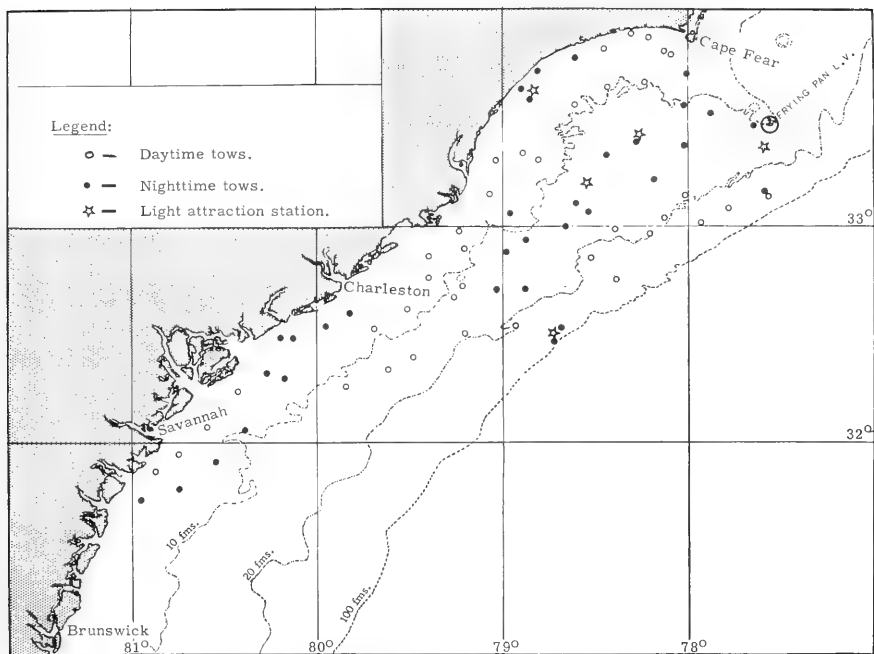 Cape Fear
FRYING PAN L.V.
Legend:
Daytime tows.
Nighttime tows.
Light attraction station.
33°
Charleston
Savannah
32°
10 fms.
20 fms.
100 fms.
Brunswick
81° 80° 79° 78°